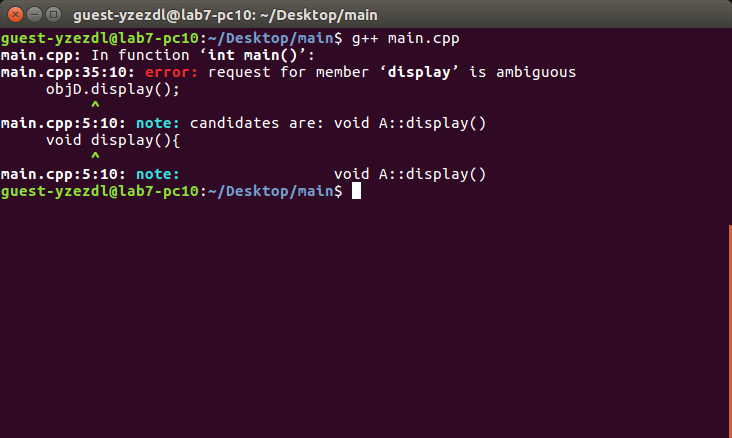 guest-yzezdl@lab7-pc10: ~/Desktop/main
guest-yzezdl@lab7-pc10:~/Desktop/main$ g++ main.cpp
main.cpp: In function ‘int main()’:
main.cpp:35:10: error: request for member ‘display’ is ambiguous
     objD.display();
          ^
main.cpp:5:10: note: candidates are: void A::display()
     void display(){
          ^
main.cpp:5:10: note:                 void A::display()
guest-yzezdl@lab7-pc10:~/Desktop/main$